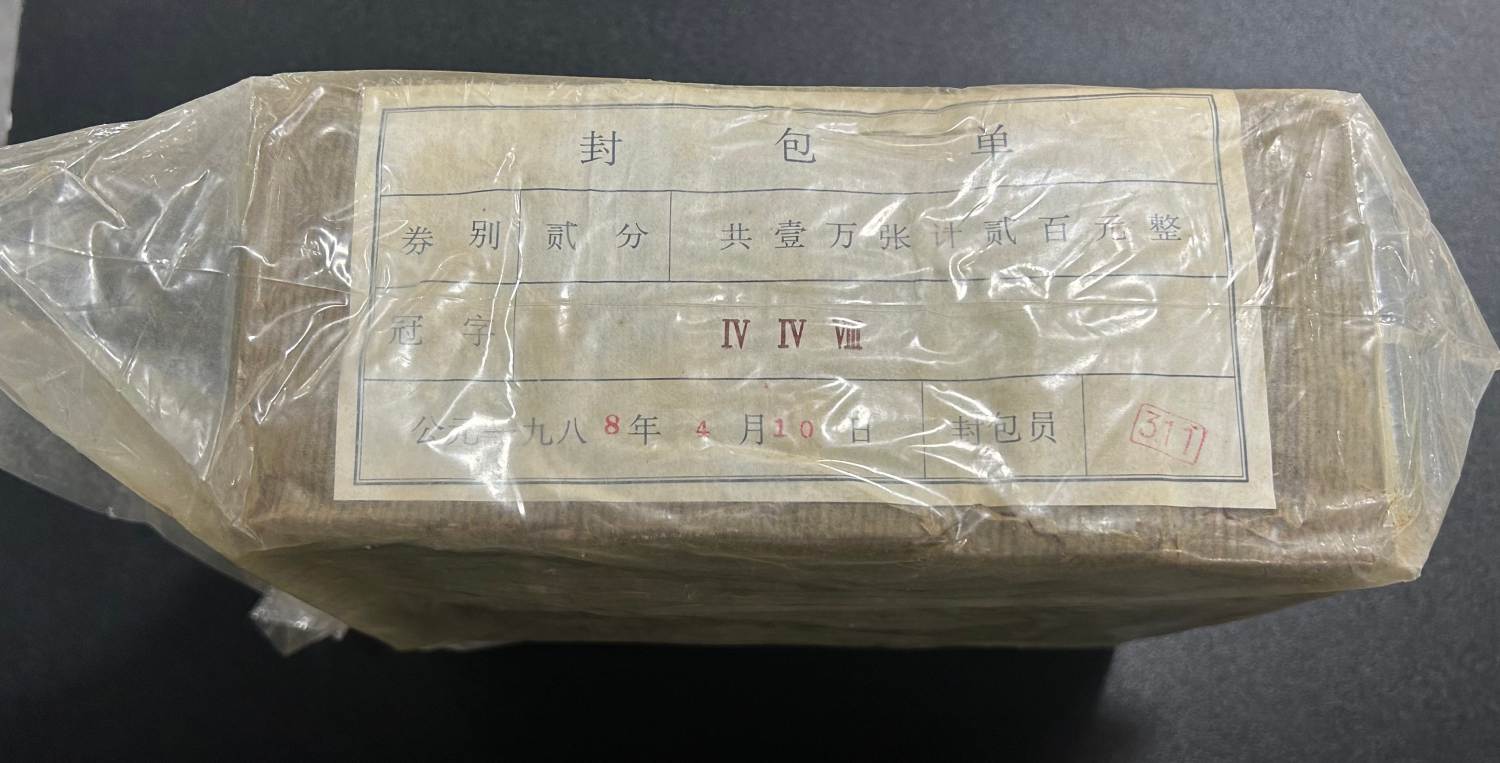 封包单
券别 贰分 共壹万张计贰百元整
冠字 Ⅳ Ⅳ Ⅷ
公元一九八8年4月10日 封包员 311